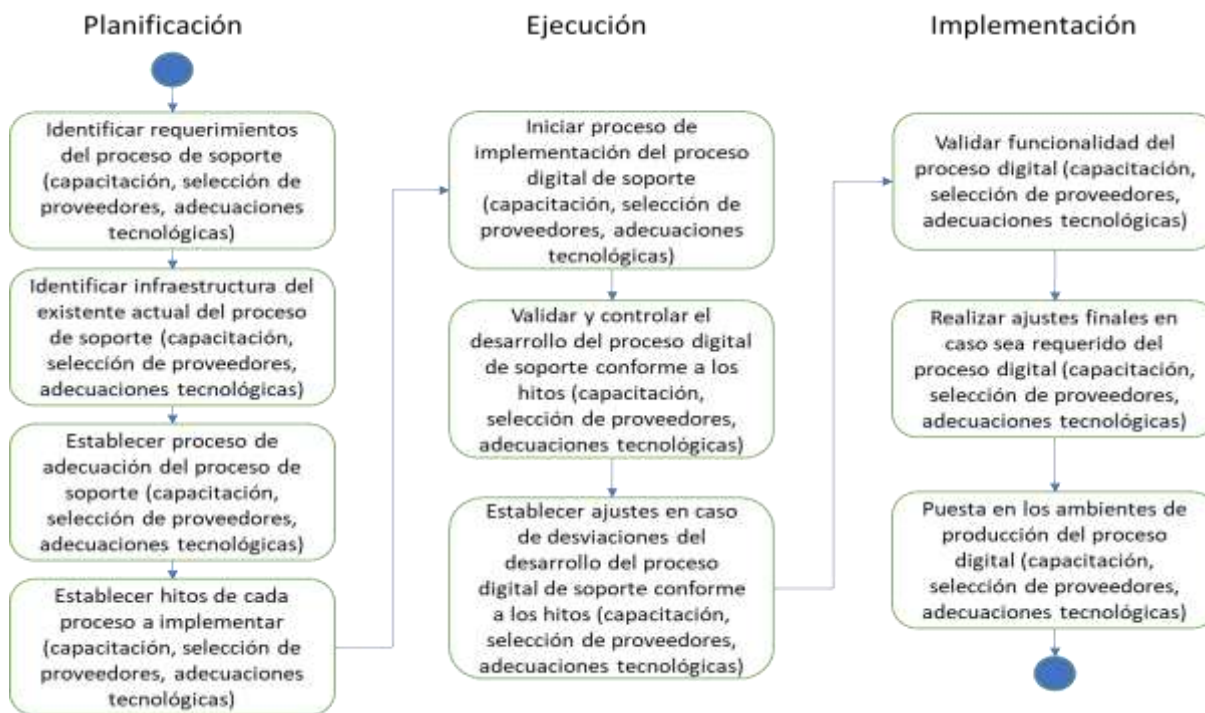 Planificación
Identificar requerimientos
del proceso de soporte
(capacitación, selección de
proveedores, adecuaciones
tecnológicas)
Identificar infraestructura del
existente actual del proceso
de soporte (capacitación,
selección de proveedores,
adecuaciones tecnológicas)
Establecer proceso de
adecuación del proceso de
soporte (capacitación,
selección de proveedores,
adecuaciones tecnológicas)
Establecer hitos de cada
proceso a implementar
(capacitación, selección de
proveedores, adecuaciones
tecnológicas)
Ejecución
Iniciar proceso de
implementación del proceso
digital de soporte
(capacitación, selección de
proveedores, adecuaciones
tecnológicas)
Validar y controlar el
desarrollo del proceso digital
de soporte conforme a los
hitos (capacitación,
selección de proveedores,
adecuaciones tecnológicas)
Establecer ajustes en caso
de desviaciones del
desarrollo del proceso
digital de soporte conforme
a los hitos (capacitación,
selección de proveedores,
adecuaciones tecnológicas)
Implementación
Validar funcionalidad del
proceso digital (capacitación,
selección de proveedores,
adecuaciones tecnológicas)
Realizar ajustes finales en
caso sea requerido del
proceso digital (capacitación,
selección de proveedores,
adecuaciones tecnológicas)
Puesta en los ambientes de
producción del proceso
digital (capacitación,
selección de proveedores,
adecuaciones tecnológicas)